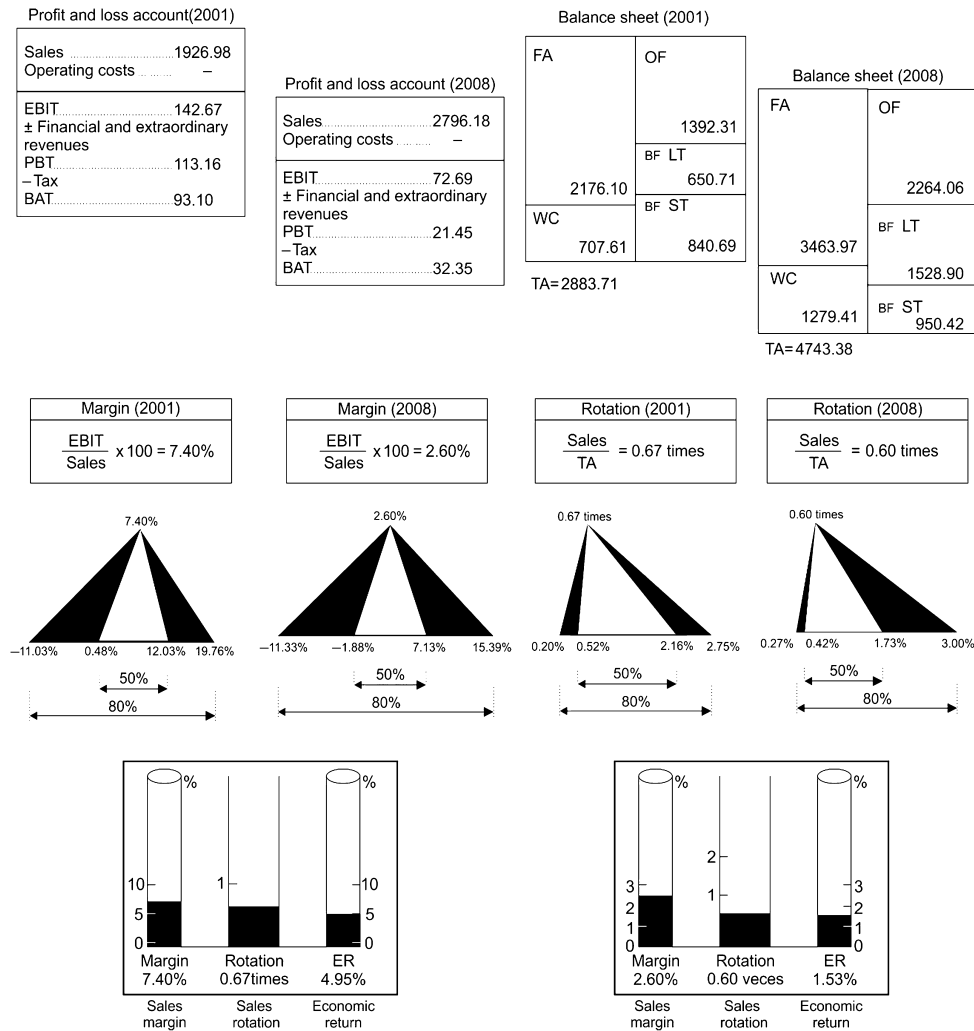 Profit and loss account(2001)
Sales 1926.98
Operating costs –
EBIT 142.67
± Financial and extraordinary
revenues
PBT 113.16
–Tax
BAT 93.10
Profit and loss account (2008)
Sales 2796.18
Operating costs –
EBIT 72.69
± Financial and extraordinary
revenues
PBT 21.45
–Tax
BAT 32.35
Balance sheet (2001)
FA
2176.10
WC
707.61
OF
1392.31
BF LT
650.71
BF ST
840.69
TA=2883.71
Balance sheet (2008)
FA
3463.97
WC
1279.41
OF
2264.06
BF LT
1528.90
BF ST
950.42
TA=4743.38
Margin (2001)
EBIT
Sales
x 100 = 7.40%
Margin (2008)
EBIT
Sales
x 100 = 2.60%
Rotation (2001)
Sales
TA
= 0.67 times
Rotation (2008)
Sales
TA
= 0.60 times
7.40%
–11.03% 0.48% 12.03% 19.76%
50%
80%
2.60%
–11.33% –1.88% 7.13% 15.39%
50%
80%
0.67 times
0.20% 0.52% 2.16% 2.75%
50%
80%
0.60 times
0.27% 0.42% 1.73% 3.00%
50%
80%
% %
10 1 10
5 5
0 0
Margin Rotation ER
7.40% 0.67times 4.95%
Sales Sales Economic
margin rotation return
% %
2
3 1 3
2 2
1 1
0 0
Margin Rotation ER
2.60% 0.60 veces 1.53%
Sales Sales Economic
margin rotation return